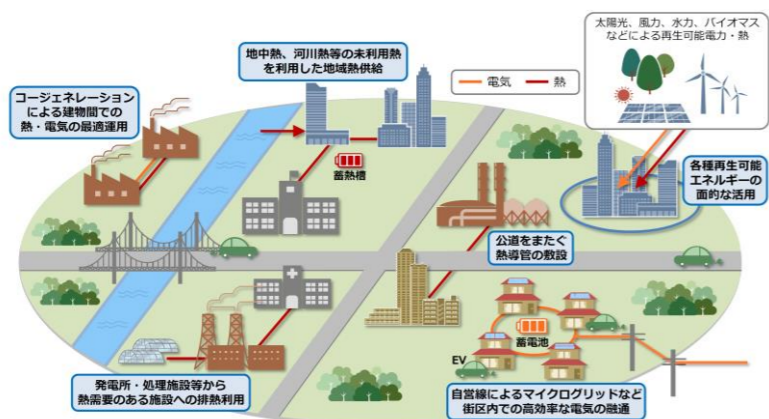 太陽光、風力、水力、バイオマス
などによる再生可能電力・熱
地中熱、河川熱等の未利用熱
を利用した地域熱供給
電気
熱
コージェネレーション
による建物間での
熱・電気の最適運用
蓄熱槽
各種再生可能
エネルギーの
面的な活用
公道をまたぐ
熱導管の敷設
蓄電池
EV
発電所・処理施設等から
熱需要のある施設への排熱利用
自営線によるマイクログリッドなど
街区内での高効率な電気の融通